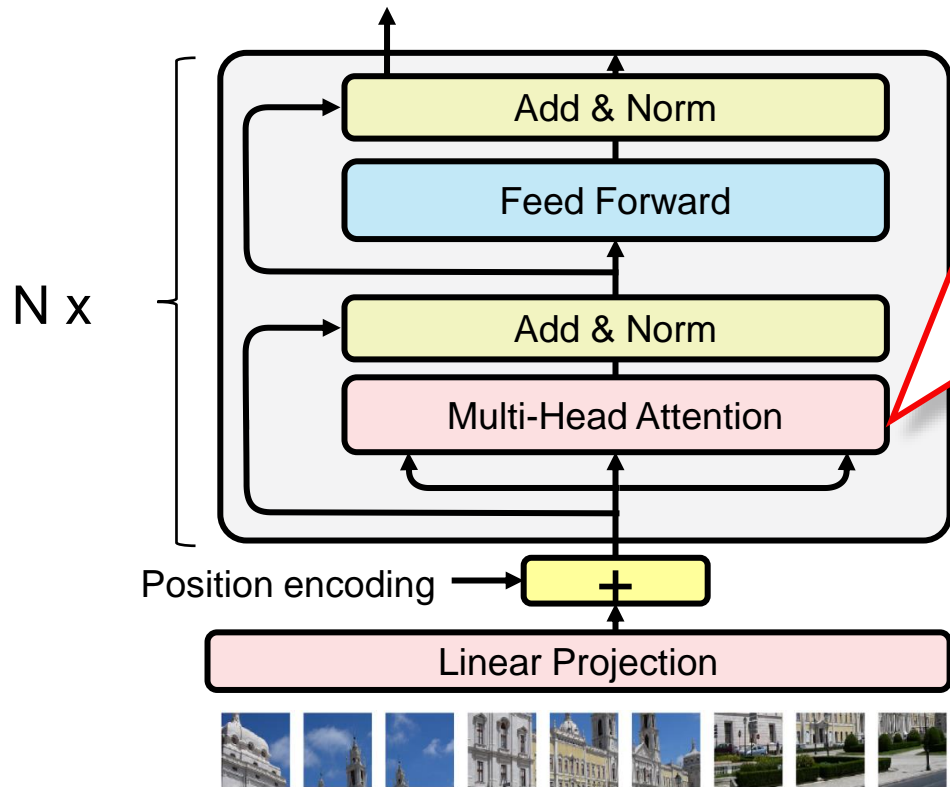 Add & Norm
Feed Forward
N x
Add & Norm
Multi-Head Attention
Position encoding
+
Linear Projection